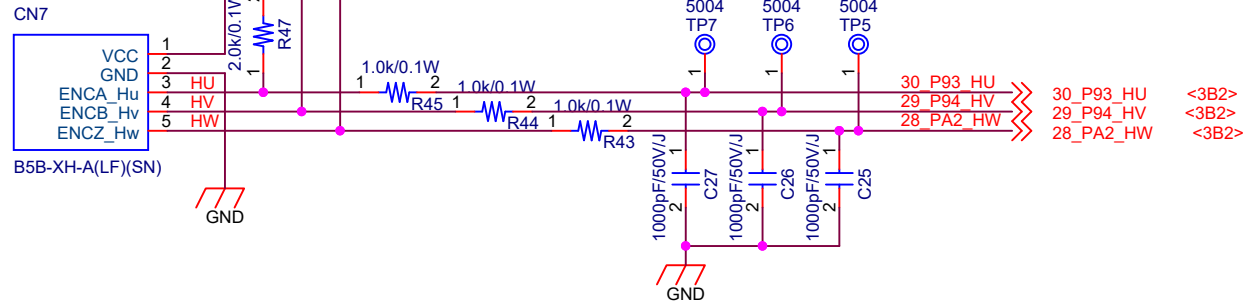 CN7
VCC
GND
ENCA_Hu
ENCB_Hv
ENCZ_Hw
B5B-XH-A(LF)(SN)
1
2
3
4
5
HU
HV
HW
GND
2.0k/0.1W
R47
1
1.0k/0.1W
1
2
R45
1.0k/0.1W
1
2
R44
1.0k/0.1W
1
2
R43
5004
TP7
1
5004
TP6
1
5004
TP5
1
30_P93_HU
29_P94_HV
28_PA2_HW
30_P93_HU <3B2>
29_P94_HV <3B2>
28_PA2_HW <3B2>
1000pF/50V/J
1
2
C27
1000pF/50V/J
1
2
C26
1000pF/50V/J
1
2
C25
GND